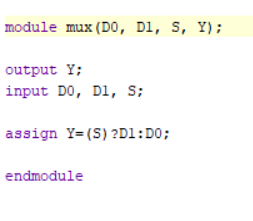 module mux(D0, D1, S, Y);
output Y;
input D0, D1, S;
assign Y=(S)?D1:D0;
endmodule